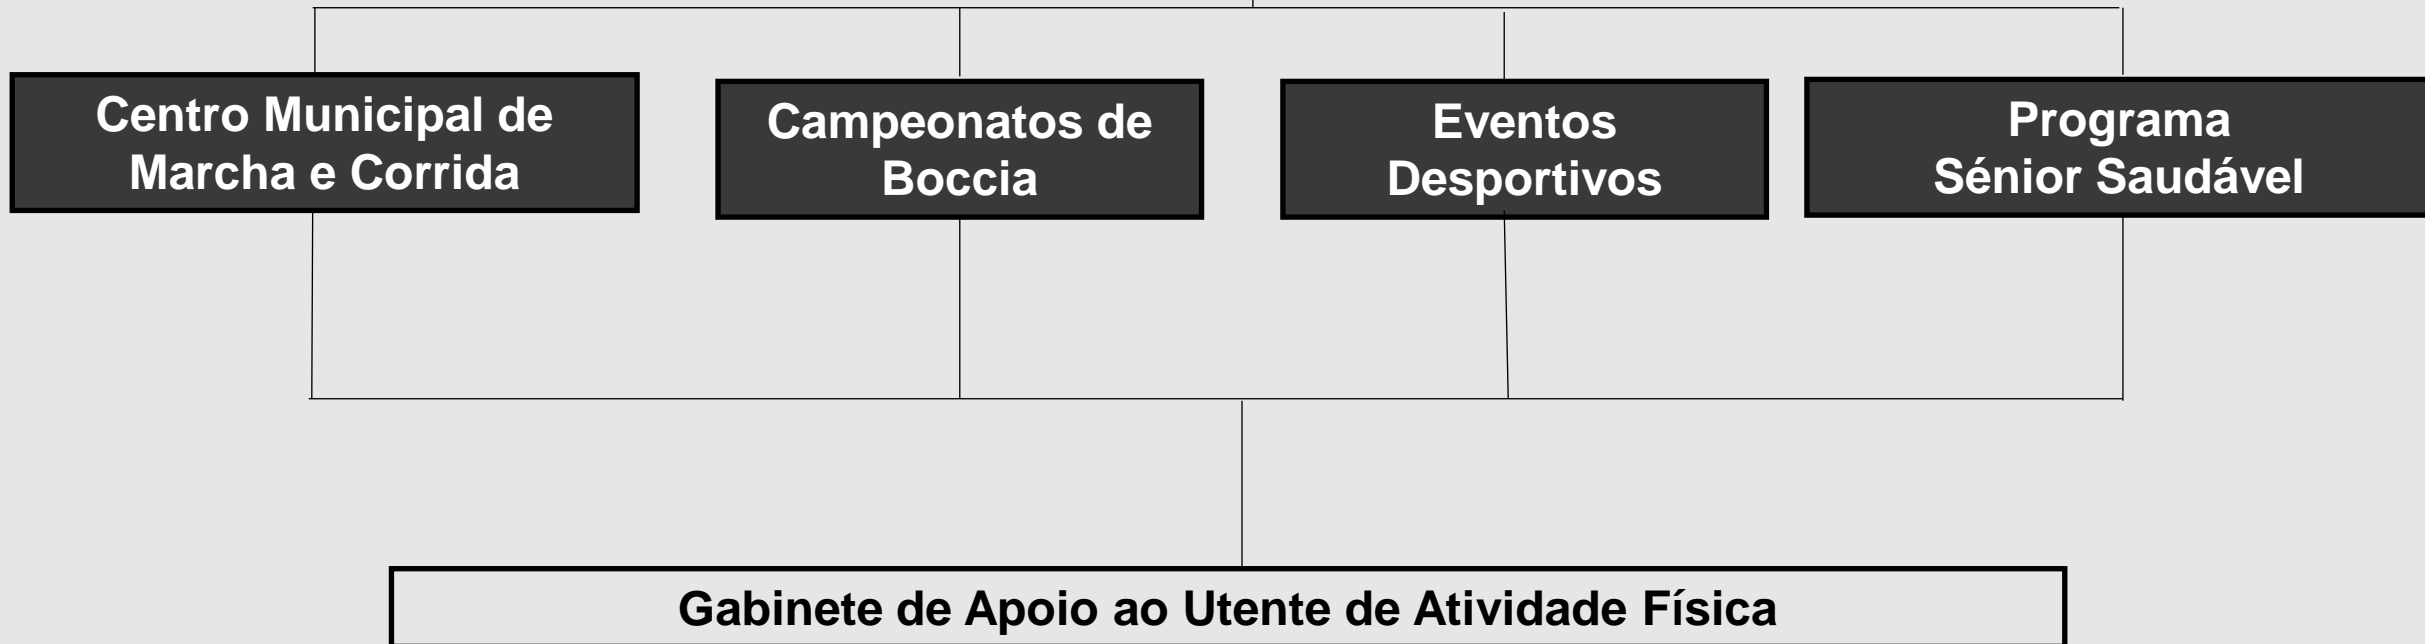 Centro Municipal de
Marcha e Corrida
Campeonatos de
Boccia
Eventos
Desportivos
Programa
Sénior Saudável
Gabinete de Apoio ao Utente de Atividade Física